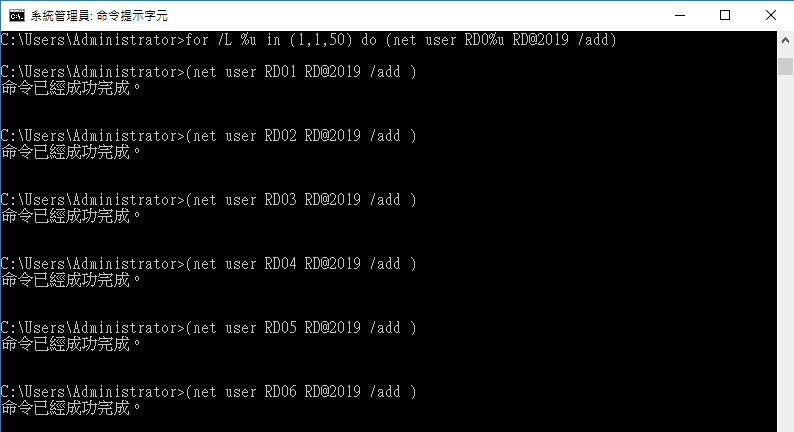 系統管理員: 命令提示字元
C:\Users\Administrator>for /L %u in (1,1,50) do (net user RD0%u RD@2019 /add)
C:\Users\Administrator>(net user RD01 RD@2019 /add )
命令已經成功完成。
C:\Users\Administrator>(net user RD02 RD@2019 /add )
命令已經成功完成。
C:\Users\Administrator>(net user RD03 RD@2019 /add )
命令已經成功完成。
C:\Users\Administrator>(net user RD04 RD@2019 /add )
命令已經成功完成。
C:\Users\Administrator>(net user RD05 RD@2019 /add )
命令已經成功完成。
C:\Users\Administrator>(net user RD06 RD@2019 /add )
命令已經成功完成。